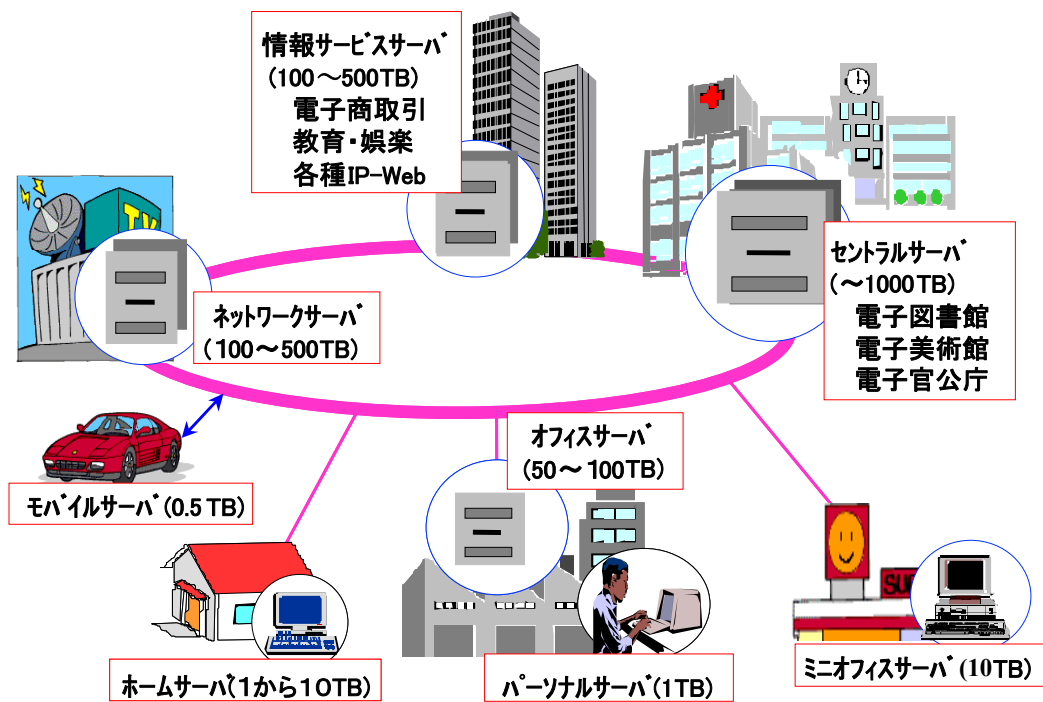 情報サービスサーバ
(100～500TB)
電子商取引
教育・娯楽
各種IP-Web
TV
セントラルサーバ
(～1000TB)
電子図書館
電子美術館
電子官公庁
ネットワークサーバ
(100～500TB)
オフィスサーバ
(50～100TB)
モバイルサーバ(0.5TB)
ホームサーバ(1から10TB)
パーソナルサーバ(1TB)
ミニオフィスサーバ(10TB)